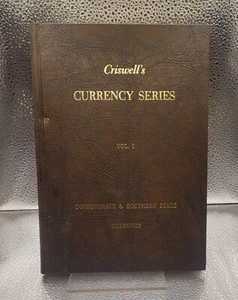 Criswell's
CURRENCY SERIES
VOL. I
CONFEDERATE & SOUTHERN STATE
CURRENCY